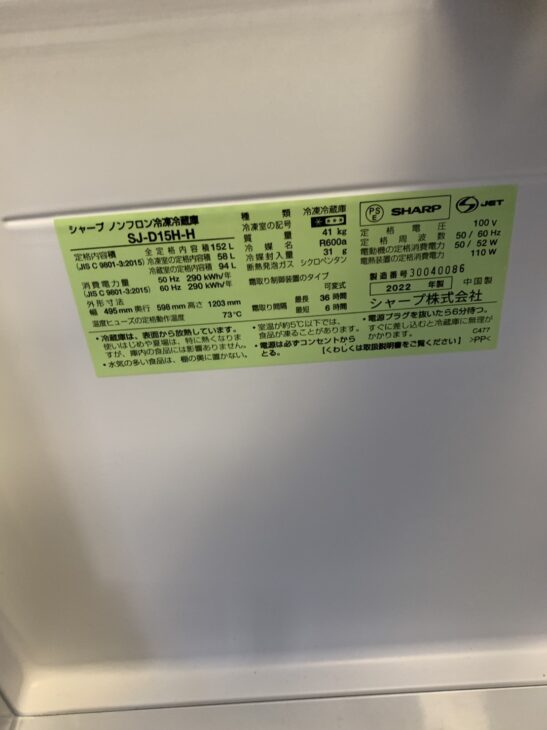 シャープ ノンフロン冷凍冷蔵庫
SJ-D15H-H
定格内容積
(JIS C 9801-3:2015)
全定格内容積 152 L
冷凍室の定格内容積 58 L
冷蔵室の定格内容積 94 L
消費電力量
(JIS C 9801-3:2015)
50 Hz 290 kWh/年
60 Hz 290 kWh/年
外形寸法
幅 495 mm 奥行 598 mm 高さ 1203 mm
温度ヒューズの定格動作温度 73℃
種類 冷凍冷蔵庫
冷凍室の記号
質量 41 kg
冷媒名 R600a
冷媒封入量 31 g
断熱発泡ガス シクロペンタン
霜取り制御装置のタイプ
可変式
霜取り間隔 最長 36 時間
最短 6 時間
PS
E
SHARP
JET
定格電圧 100 V
定格周波数 50 / 60 Hz
電動機の定格消費電力 50 / 52 W
電熱装置の定格消費電力 110 W
製造番号 30040086
2022 年製 中国製
シャープ株式会社
・冷蔵庫は、表面から放熱しています。
使いはじめや夏場は、特に熱くなりま
すが、庫内の食品には影響ありません。
・水気の多い食品は、棚の奥に置かない。
・室温が約5℃以下では、
食品が凍ることがあります。
・電源は必ずコンセントから
とる。
・電源プラグを抜いたら6分待つ。
すぐに差し込むと冷蔵庫に無理が
かかります。
C477
【くわしくは取扱説明書をご覧ください】 >PP<